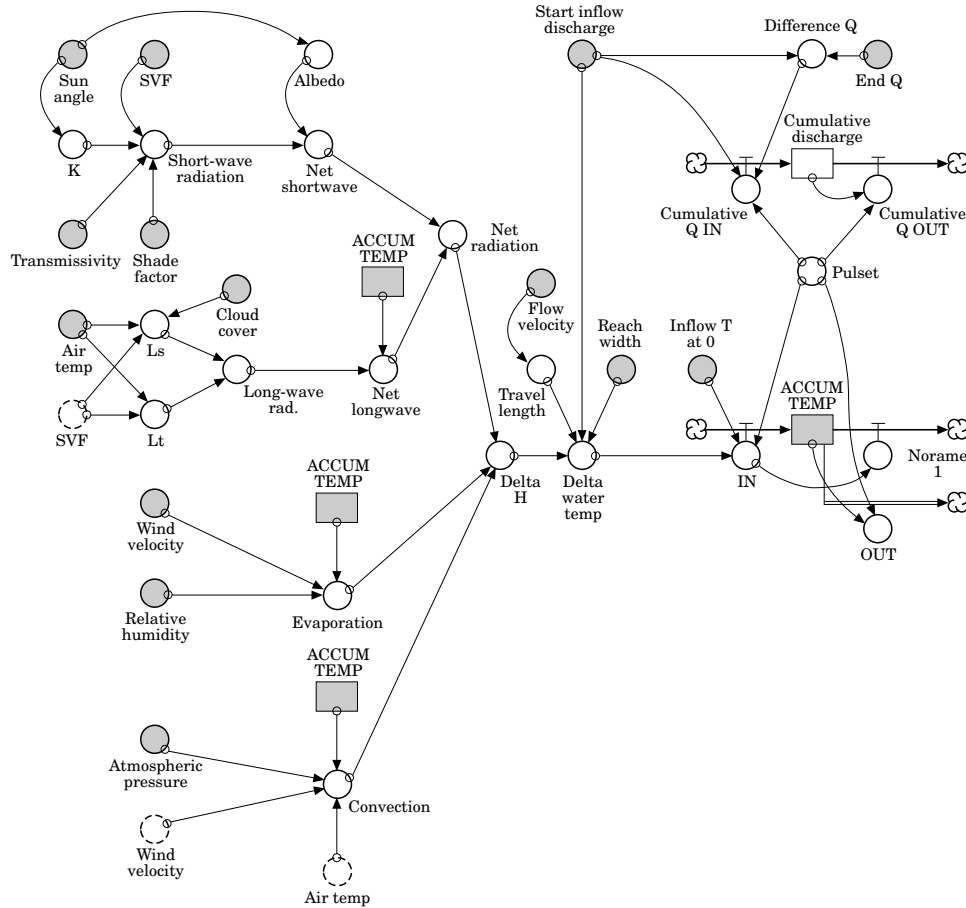 Start inflow
discharge
Difference Q
Sun
angle
SVF
Albedo
End Q
Cumulative
discharge
K
Short-wave
radiation
Net
shortwave
Cumulative
Q IN
Cumulative
Q OUT
Transmissivity
Shade
factor
ACCUM
TEMP
Net
radiation
Pulset
Cloud
cover
Flow
velocity
Reach
width
Inflow T
at 0
Air
temp
Ls
SVF
Lt
Long-wave
rad.
Net
longwave
Travel
length
ACCUM
TEMP
Delta
H
Delta
water
temp
IN
Norame
1
ACCUM
TEMP
Wind
velocity
OUT
Relative
humidity
Evaporation
ACCUM
TEMP
Atmospheric
pressure
Convection
Wind
velocity
Air temp